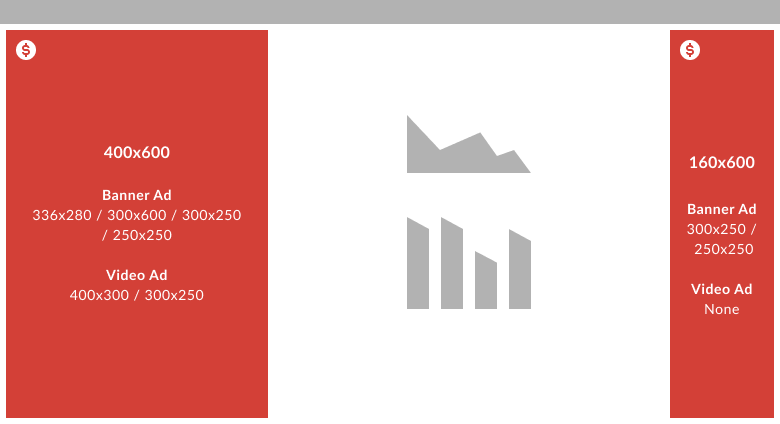 $
400x600
Banner Ad
336x280 / 300x600 / 300x250
/ 250x250
Video Ad
400x300 / 300x250
$
160x600
Banner Ad
300x250 /
250x250
Video Ad
None